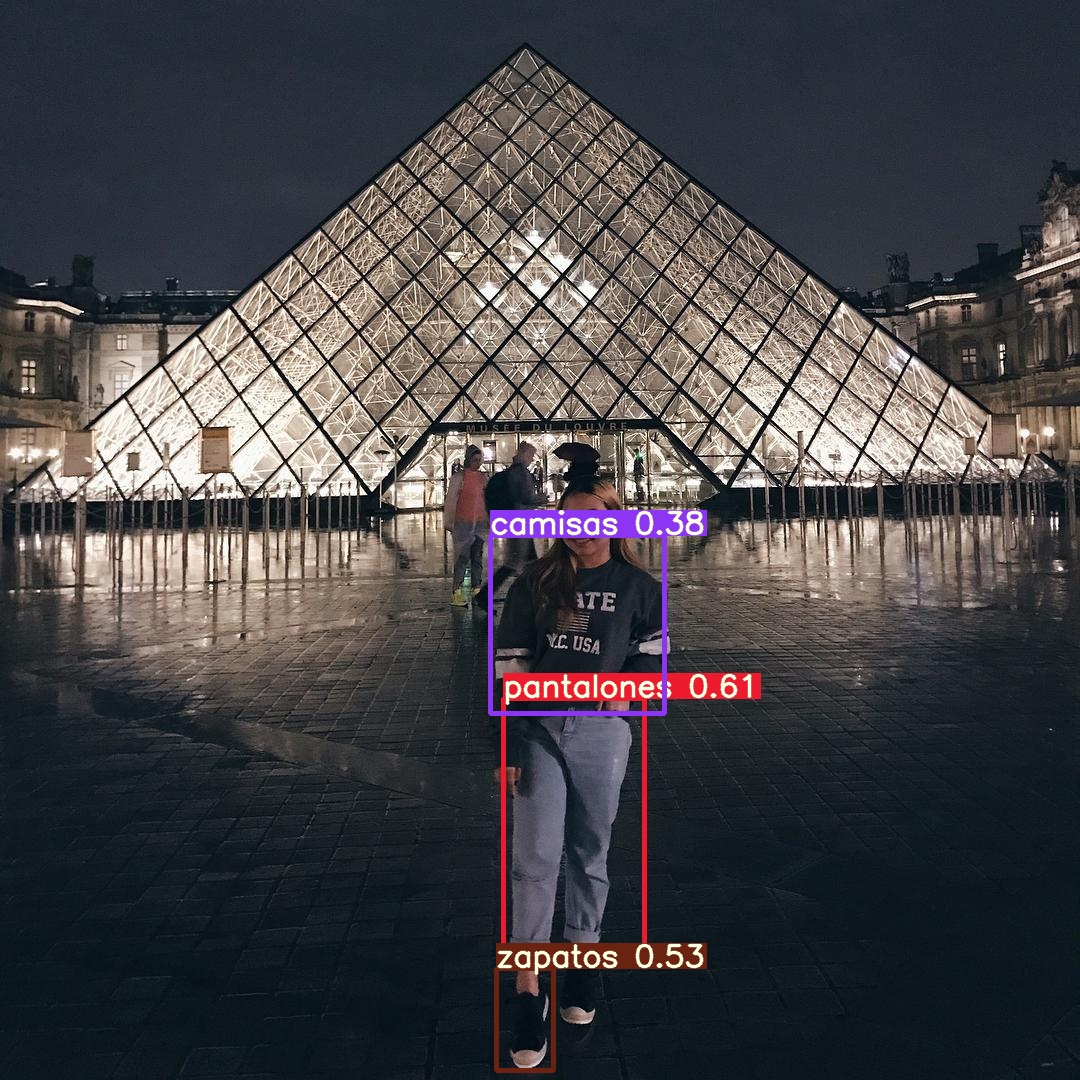 MUSEE DU LOUVRE
camisas 0.38
ATE
N.C. USA
pantalones 0.61
zapatos 0.53